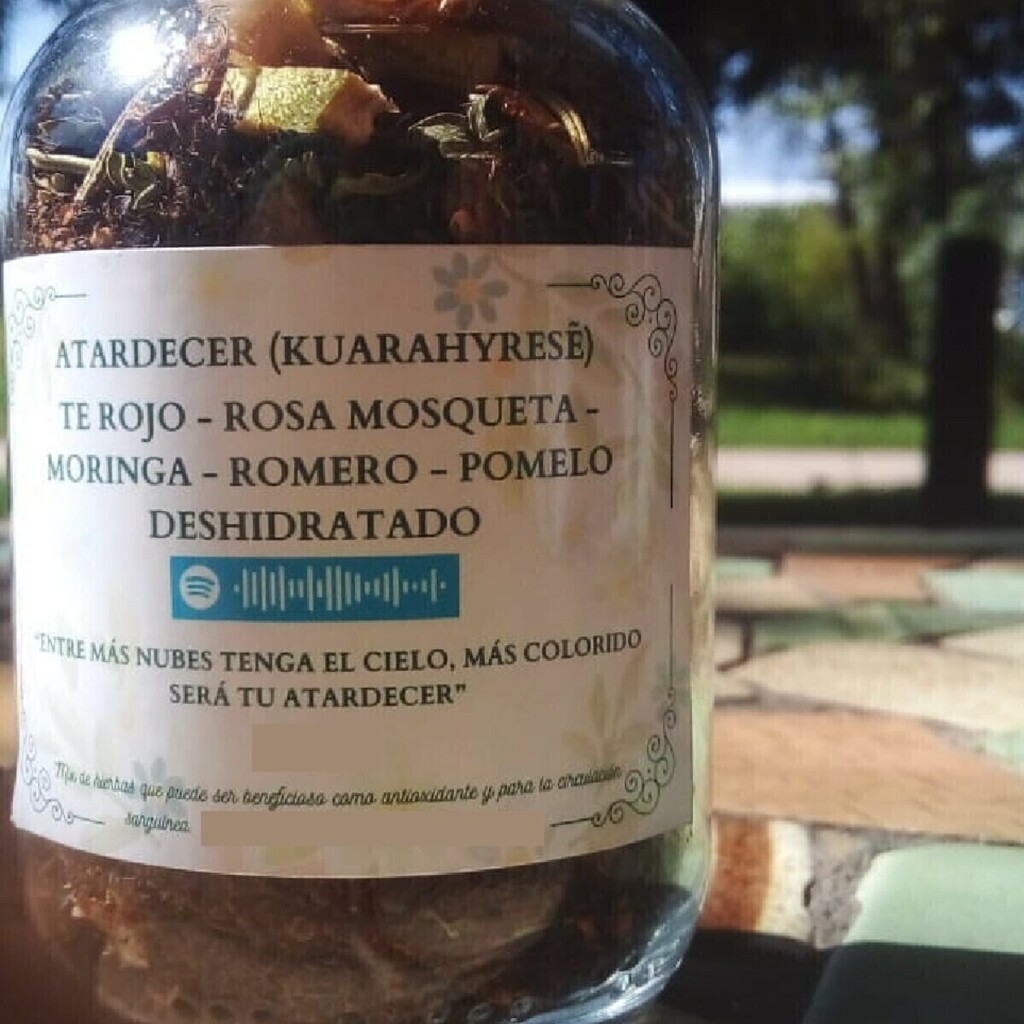 ATARDECER (KUARAHYRESẼ)
TE ROJO - ROSA MOSQUETA -
MORINGA - ROMERO - POMELO
DESHIDRATADO
"ENTRE MÁS NUBES TENGA EL CIELO, MÁS COLORIDO
SERÁ TU ATARDECER"
Mix de hierbas que puede ser beneficioso como antioxidante y para la circulación
sanguínea.